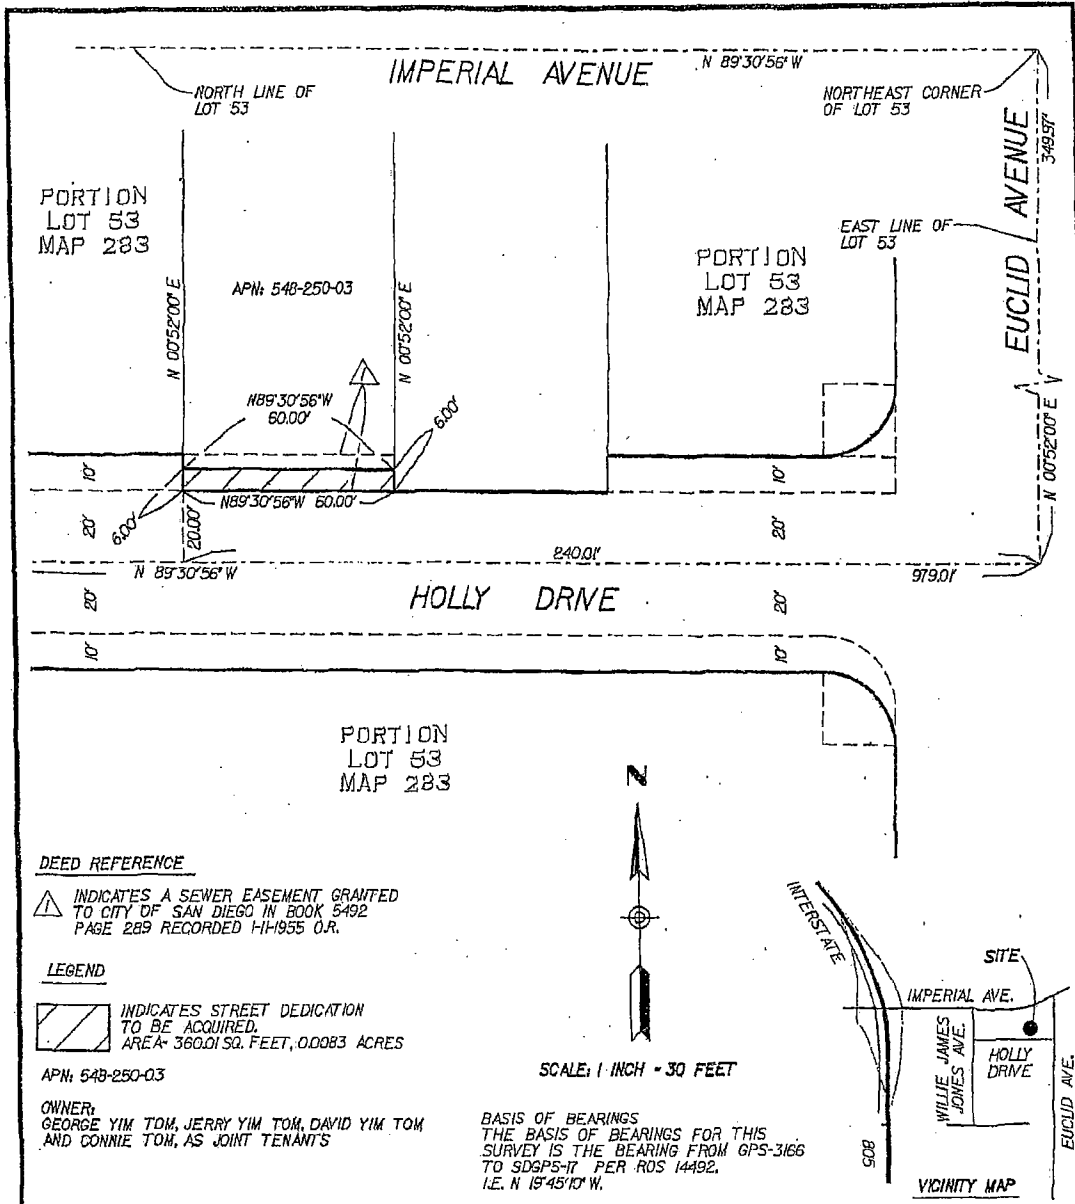 N 89°30'56" W
IMPERIAL AVENUE
NORTH LINE OF
LOT 53
NORTHEAST CORNER
OF LOT 53
349.97'
EUCLID AVENUE
PORTION
LOT 53
MAP 283
EAST LINE OF
LOT 53
PORTION
LOT 53
MAP 283
APN: 548-250-03
N 00°52'00" E
N 00°52'00" E
N89°30'56"W
60.00'
6.00'
N 00°52'00" E
10'
10'
N89°30'56"W 60.00'
6.00'
20.00'
20'
20'
240.01'
N 89°30'56" W
979.01'
HOLLY DRIVE
20'
20'
10'
10'
PORTION
LOT 53
MAP 283
N
DEED REFERENCE
1 INDICATES A SEWER EASEMENT GRANTED
TO CITY OF SAN DIEGO IN BOOK 5492
PAGE 289 RECORDED 1-11-1955 O.R.
LEGEND
INDICATES STREET DEDICATION
TO BE ACQUIRED.
AREA= 360.01 SQ. FEET, 0.0083 ACRES
APN: 548-250-03
OWNER:
GEORGE YIM TOM, JERRY YIM TOM, DAVID YIM TOM
AND CONNIE TOM, AS JOINT TENANTS
SCALE: 1 INCH = 30 FEET
BASIS OF BEARINGS
THE BASIS OF BEARINGS FOR THIS
SURVEY IS THE BEARING FROM GPS-3166
TO SDGPS-17 PER ROS 14492.
I.E. N 19°45'10" W.
INTERSTATE
805
SITE
IMPERIAL AVE.
WILLIE JAMES
JONES AVE.
HOLLY
DRIVE
EUCLID AVE.
VICINITY MAP